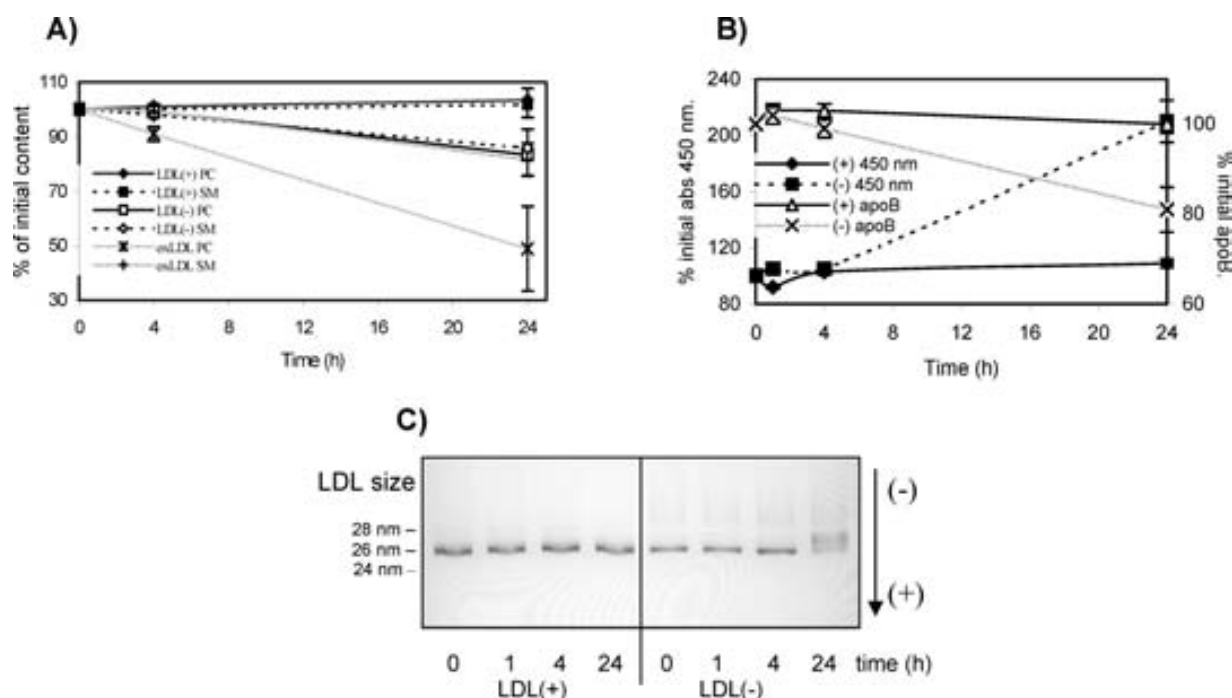 A)
% of initial content
110
90
70
50
30
LDL(+) PC
LDL(+) SM
LDL(-) PC
LDL(-) SM
oxLDL PC
oxLDL SM
0 4 8 12 16 20 24
Time (h)
B)
% initial abs 450 nm.
240
200
160
120
80
(+) 450 nm
(-) 450 nm
(+) apoB
(-) apoB
100
80
60
% initial apoB.
0 4 8 12 16 20 24
Time (h)
C)
LDL size
28 nm –
26 nm –
24 nm –
(-)
(+)
0 1 4 24 0 1 4 24 time (h)
LDL(+) LDL(-)